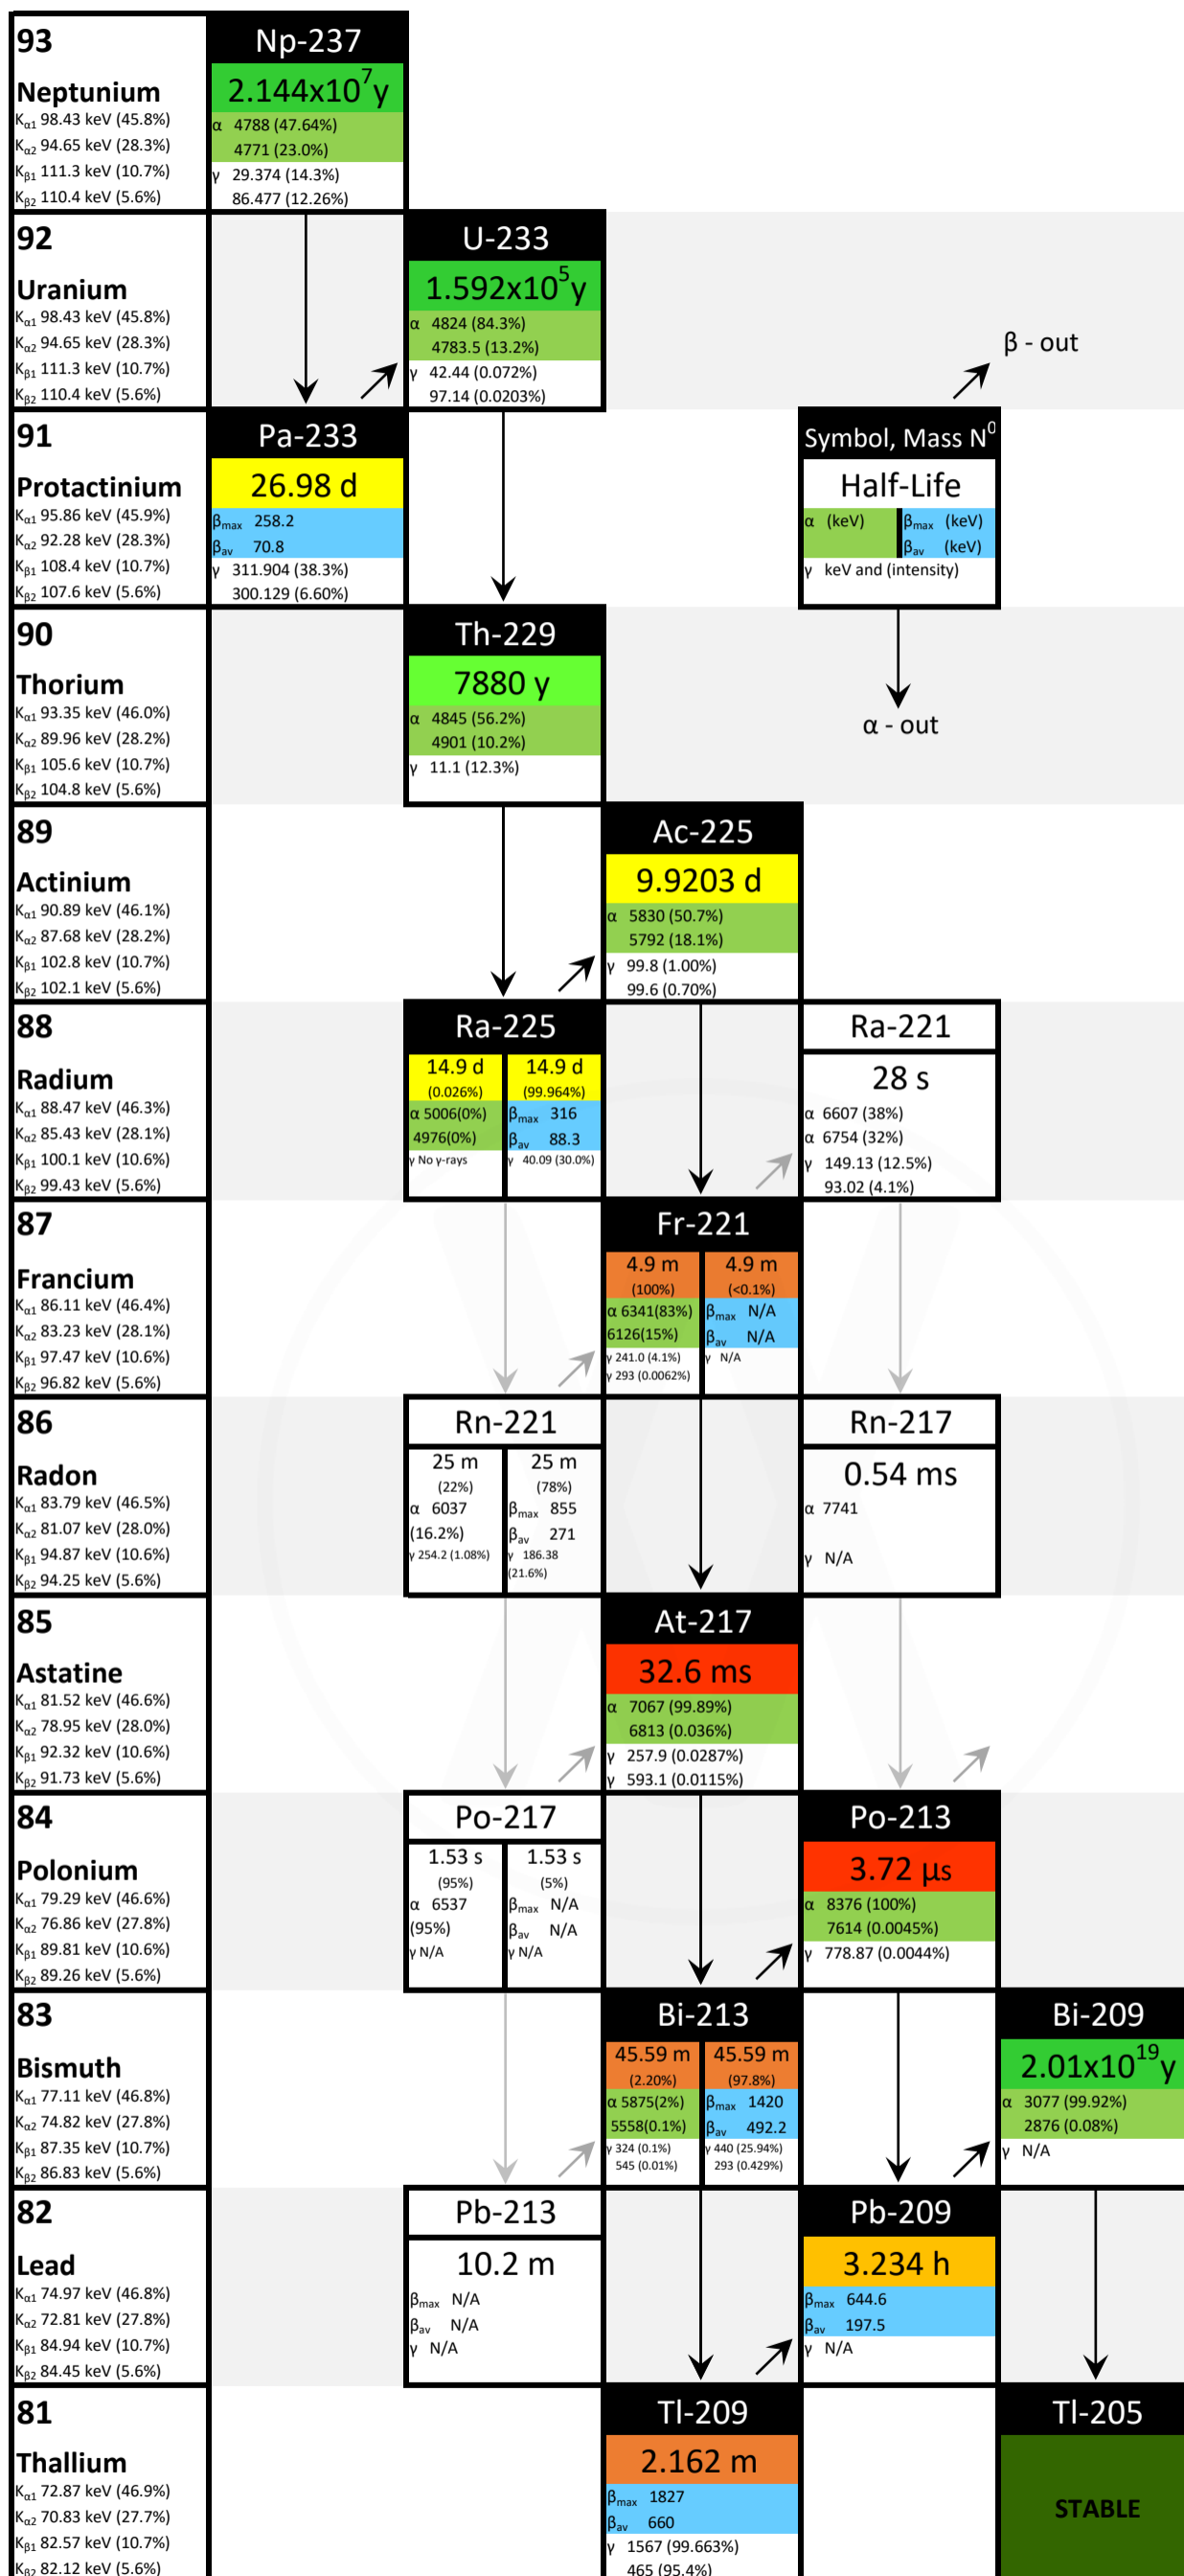 93
Neptunium
Kα1 98.43 keV (45.8%)
Kα2 94.65 keV (28.3%)
Kβ1 111.3 keV (10.7%)
Kβ2 110.4 keV (5.6%)
Np-237
2.144x10⁷y
α 4788 (47.64%)
4771 (23.0%)
γ 29.374 (14.3%)
86.477 (12.26%)
92
Uranium
Kα1 98.43 keV (45.8%)
Kα2 94.65 keV (28.3%)
Kβ1 111.3 keV (10.7%)
Kβ2 110.4 keV (5.6%)
U-233
1.592x10⁵y
α 4824 (84.3%)
4783.5 (13.2%)
γ 42.44 (0.072%)
97.14 (0.0203%)
β - out
91
Protactinium
Kα1 95.86 keV (45.9%)
Kα2 92.28 keV (28.3%)
Kβ1 108.4 keV (10.7%)
Kβ2 107.6 keV (5.6%)
Pa-233
26.98 d
βmax 258.2
βav 70.8
γ 311.904 (38.3%)
300.129 (6.60%)
Symbol, Mass N⁰
Half-Life
α (keV)
βmax (keV)
βav (keV)
γ keV and (intensity)
α - out
90
Thorium
Kα1 93.35 keV (46.0%)
Kα2 89.96 keV (28.2%)
Kβ1 105.6 keV (10.7%)
Kβ2 104.8 keV (5.6%)
Th-229
7880 y
α 4845 (56.2%)
4901 (10.2%)
γ 11.1 (12.3%)
89
Actinium
Kα1 90.89 keV (46.1%)
Kα2 87.68 keV (28.2%)
Kβ1 102.8 keV (10.7%)
Kβ2 102.1 keV (5.6%)
Ac-225
9.9203 d
α 5830 (50.7%)
5792 (18.1%)
γ 99.8 (1.00%)
99.6 (0.70%)
88
Radium
Kα1 88.47 keV (46.3%)
Kα2 85.43 keV (28.1%)
Kβ1 100.1 keV (10.6%)
Kβ2 99.43 keV (5.6%)
Ra-225
14.9 d
(0.026%)
α 5006(0%)
4976(0%)
γ No γ-rays
14.9 d
(99.964%)
βmax 316
βav 88.3
γ 40.09 (30.0%)
Ra-221
28 s
α 6607 (38%)
α 6754 (32%)
γ 149.13 (12.5%)
93.02 (4.1%)
87
Francium
Kα1 86.11 keV (46.4%)
Kα2 83.23 keV (28.1%)
Kβ1 97.47 keV (10.6%)
Kβ2 96.82 keV (5.6%)
Fr-221
4.9 m
(100%)
α 6341(83%)
6126(15%)
γ 241.0 (4.1%)
γ 293 (0.0062%)
4.9 m
(<0.1%)
βmax N/A
βav N/A
γ N/A
86
Radon
Kα1 83.79 keV (46.5%)
Kα2 81.07 keV (28.0%)
Kβ1 94.87 keV (10.6%)
Kβ2 94.25 keV (5.6%)
Rn-221
25 m
(22%)
α 6037
(16.2%)
γ 254.2 (1.08%)
25 m
(78%)
βmax 855
βav 271
γ 186.38
(21.6%)
Rn-217
0.54 ms
α 7741
γ N/A
85
Astatine
Kα1 81.52 keV (46.6%)
Kα2 78.95 keV (28.0%)
Kβ1 92.32 keV (10.6%)
Kβ2 91.73 keV (5.6%)
At-217
32.6 ms
α 7067 (99.89%)
6813 (0.036%)
γ 257.9 (0.0287%)
γ 593.1 (0.0115%)
84
Polonium
Kα1 79.29 keV (46.6%)
Kα2 76.86 keV (27.8%)
Kβ1 89.81 keV (10.6%)
Kβ2 89.26 keV (5.6%)
Po-217
1.53 s
(95%)
α 6537
(95%)
γ N/A
1.53 s
(5%)
βmax N/A
βav N/A
γ N/A
Po-213
3.72 µs
α 8376 (100%)
7614 (0.0045%)
γ 778.87 (0.0044%)
83
Bismuth
Kα1 77.11 keV (46.8%)
Kα2 74.82 keV (27.8%)
Kβ1 87.35 keV (10.7%)
Kβ2 86.83 keV (5.6%)
Bi-213
45.59 m
(2.20%)
α 5875(2%)
5558(0.1%)
γ 324 (0.1%)
545 (0.01%)
45.59 m
(97.8%)
βmax 1420
βav 492.2
γ 440 (25.94%)
293 (0.429%)
Bi-209
2.01x10¹⁹y
α 3077 (99.92%)
2876 (0.08%)
γ N/A
82
Lead
Kα1 74.97 keV (46.8%)
Kα2 72.81 keV (27.8%)
Kβ1 84.94 keV (10.7%)
Kβ2 84.45 keV (5.6%)
Pb-213
10.2 m
βmax N/A
βav N/A
γ N/A
Pb-209
3.234 h
βmax 644.6
βav 197.5
γ N/A
81
Thallium
Kα1 72.87 keV (46.9%)
Kα2 70.83 keV (27.7%)
Kβ1 82.57 keV (10.7%)
Kβ2 82.12 keV (5.6%)
Tl-209
2.162 m
βmax 1827
βav 660
γ 1567 (99.663%)
465 (95.4%)
Tl-205
STABLE